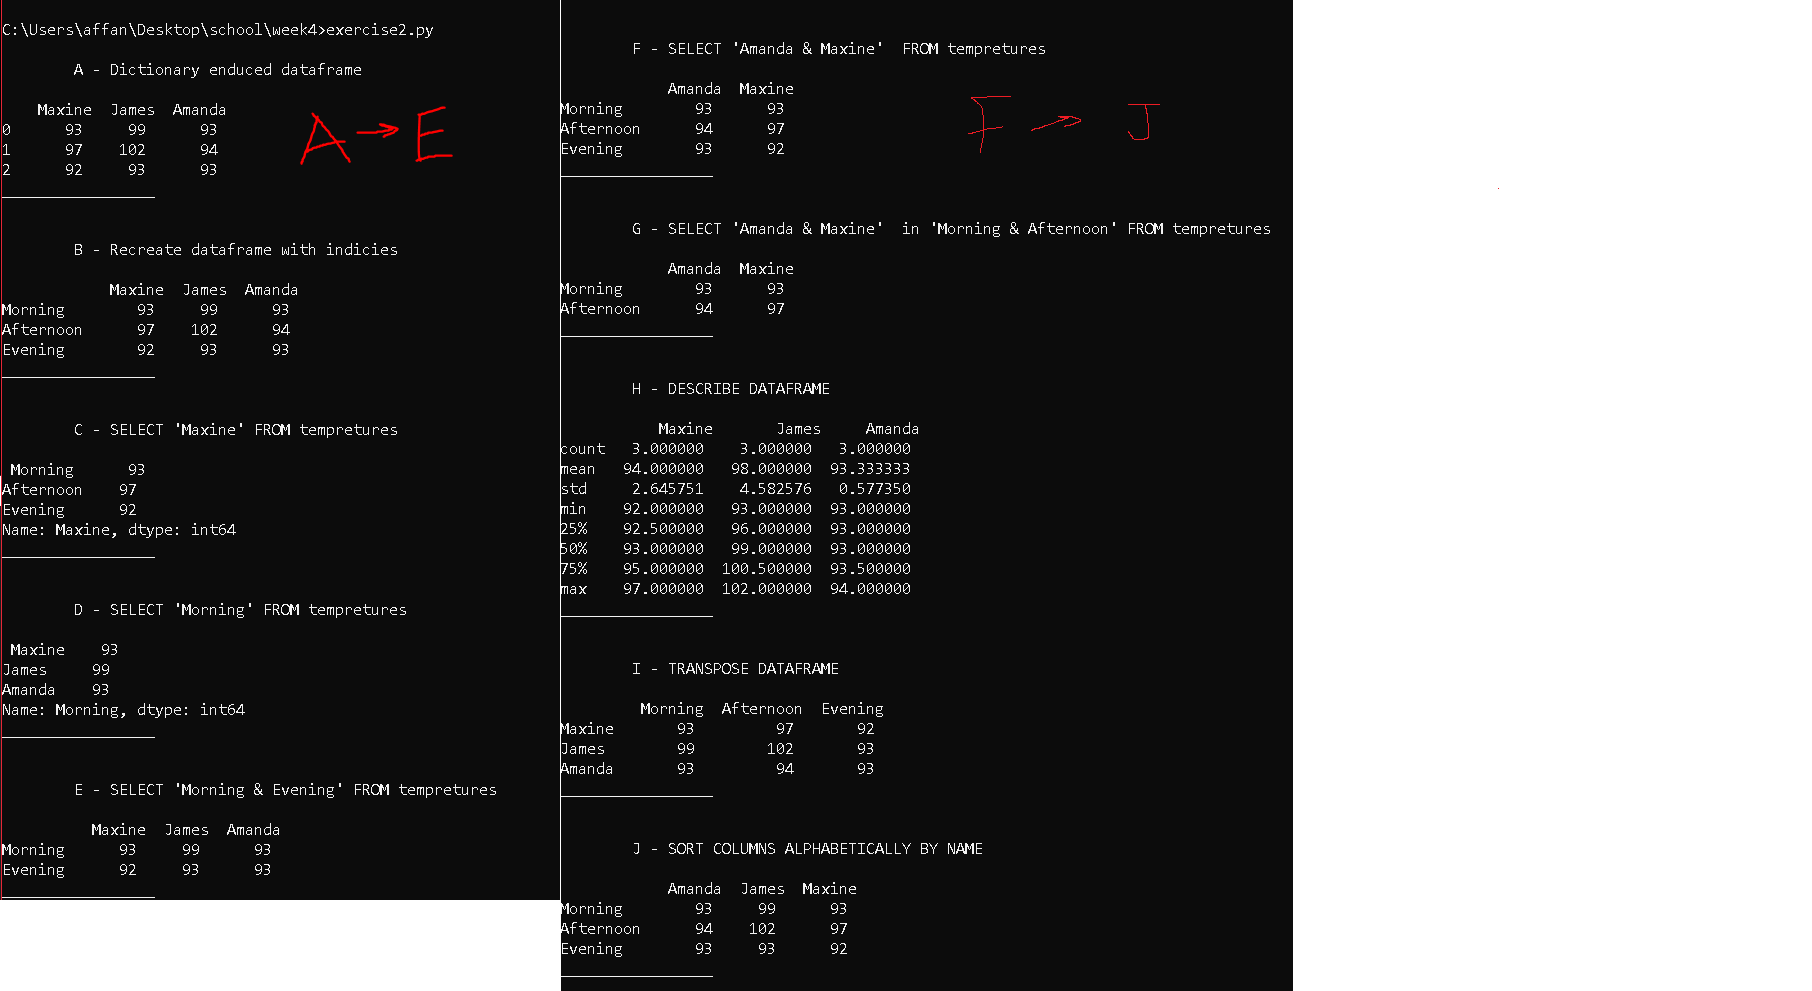 C:\Users\affan\Desktop\school\week4>exercise2.py
A - Dictionary enduced dataframe
Maxine James Amanda
0 93 99 93
1 97 102 94
2 92 93 93
A → E
B - Recreate dataframe with indicies
Maxine James Amanda
Morning 93 99 93
Afternoon 97 102 94
Evening 92 93 93
C - SELECT 'Maxine' FROM tempretures
Morning 93
Afternoon 97
Evening 92
Name: Maxine, dtype: int64
D - SELECT 'Morning' FROM tempretures
Maxine 93
James 99
Amanda 93
Name: Morning, dtype: int64
E - SELECT 'Morning & Evening' FROM tempretures
Maxine James Amanda
Morning 93 99 93
Evening 92 93 93
F - SELECT 'Amanda & Maxine' FROM tempretures
Amanda Maxine
Morning 93 93
Afternoon 94 97
Evening 93 92
F → J
G - SELECT 'Amanda & Maxine' in 'Morning & Afternoon' FROM tempretures
Amanda Maxine
Morning 93 93
Afternoon 94 97
H - DESCRIBE DATAFRAME
Maxine James Amanda
count 3.000000 3.000000 3.000000
mean 94.000000 98.000000 93.333333
std 2.645751 4.582576 0.577350
min 92.000000 93.000000 93.000000
25% 92.500000 96.000000 93.000000
50% 93.000000 99.000000 93.000000
75% 95.000000 100.500000 93.500000
max 97.000000 102.000000 94.000000
I - TRANSPOSE DATAFRAME
Morning Afternoon Evening
Maxine 93 97 92
James 99 102 93
Amanda 93 94 93
J - SORT COLUMNS ALPHABETICALLY BY NAME
Amanda James Maxine
Morning 93 99 93
Afternoon 94 102 97
Evening 93 93 92